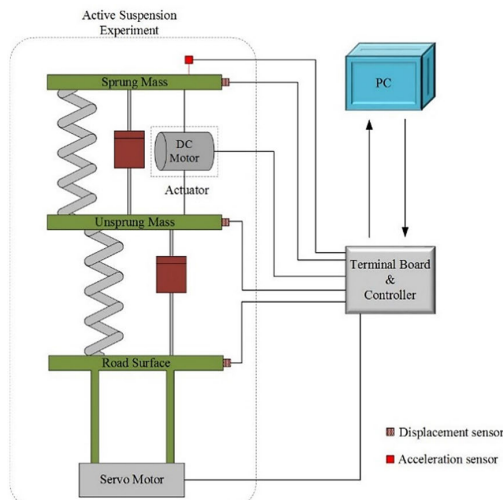 Active Suspension
Experiment
Sprung Mass
PC
DC
Motor
Actuator
Unsprung Mass
Terminal Board
&
Controller
Road Surface
Displacement sensor
Acceleration sensor
Servo Motor